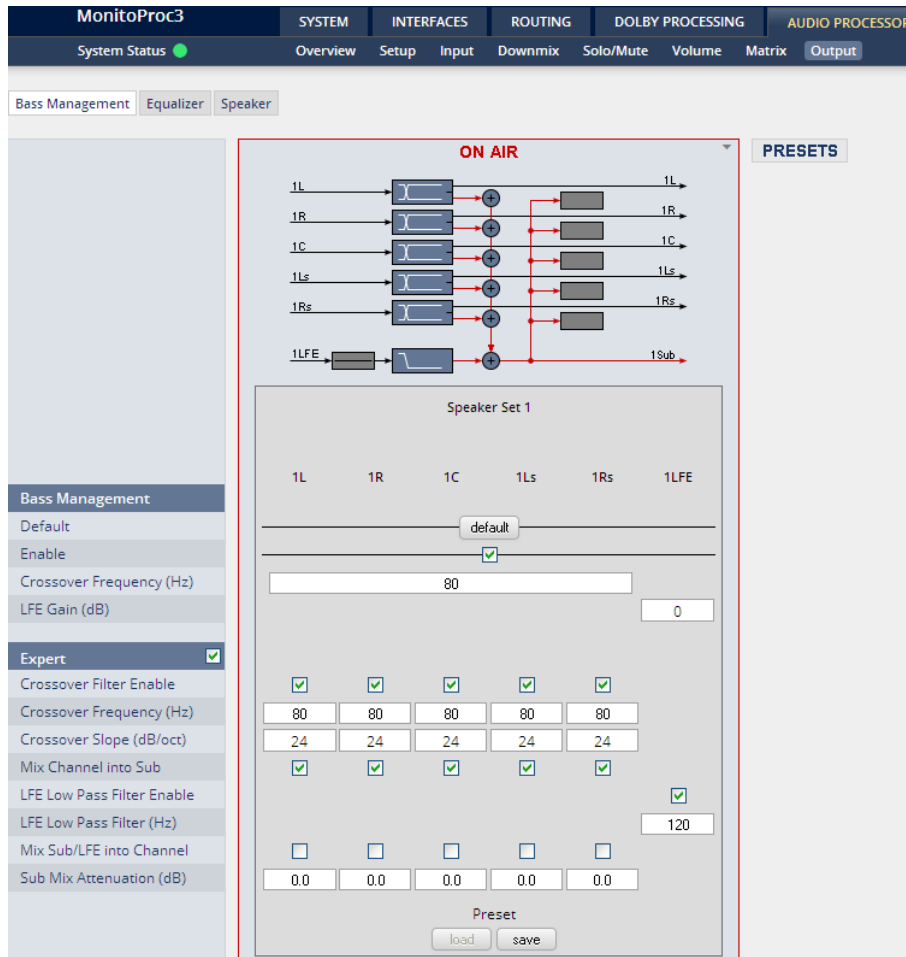 MonitoProc3 SYSTEM INTERFACES ROUTING DOLBY PROCESSING AUDIO PROCESSOR
System Status Overview Setup Input Downmix Solo/Mute Volume Matrix Output
Bass Management Equalizer Speaker
ON AIR
PRESETS
1L 1L
1R 1R
1C 1C
1Ls 1Ls
1Rs 1Rs
1LFE 1Sub
Speaker Set 1
1L 1R 1C 1Ls 1Rs 1LFE
Bass Management
Default default
Enable
Crossover Frequency (Hz) 80
LFE Gain (dB) 0
Expert
Crossover Filter Enable
Crossover Frequency (Hz) 80 80 80 80 80
Crossover Slope (dB/oct) 24 24 24 24 24
Mix Channel into Sub
LFE Low Pass Filter Enable
LFE Low Pass Filter (Hz) 120
Mix Sub/LFE into Channel
Sub Mix Attenuation (dB) 0.0 0.0 0.0 0.0 0.0
Preset
load save